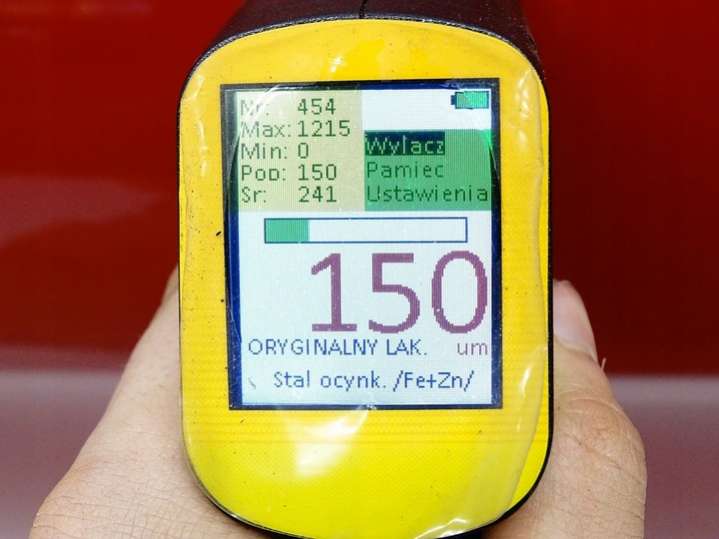 Nr: 454
Max: 1215
Min: 0
Pop: 150
Sr: 241
Wylacz
Pamiec
Ustawienia
150
ORYGINALNY LAK. um
Stal ocynk. /Fe+Zn/